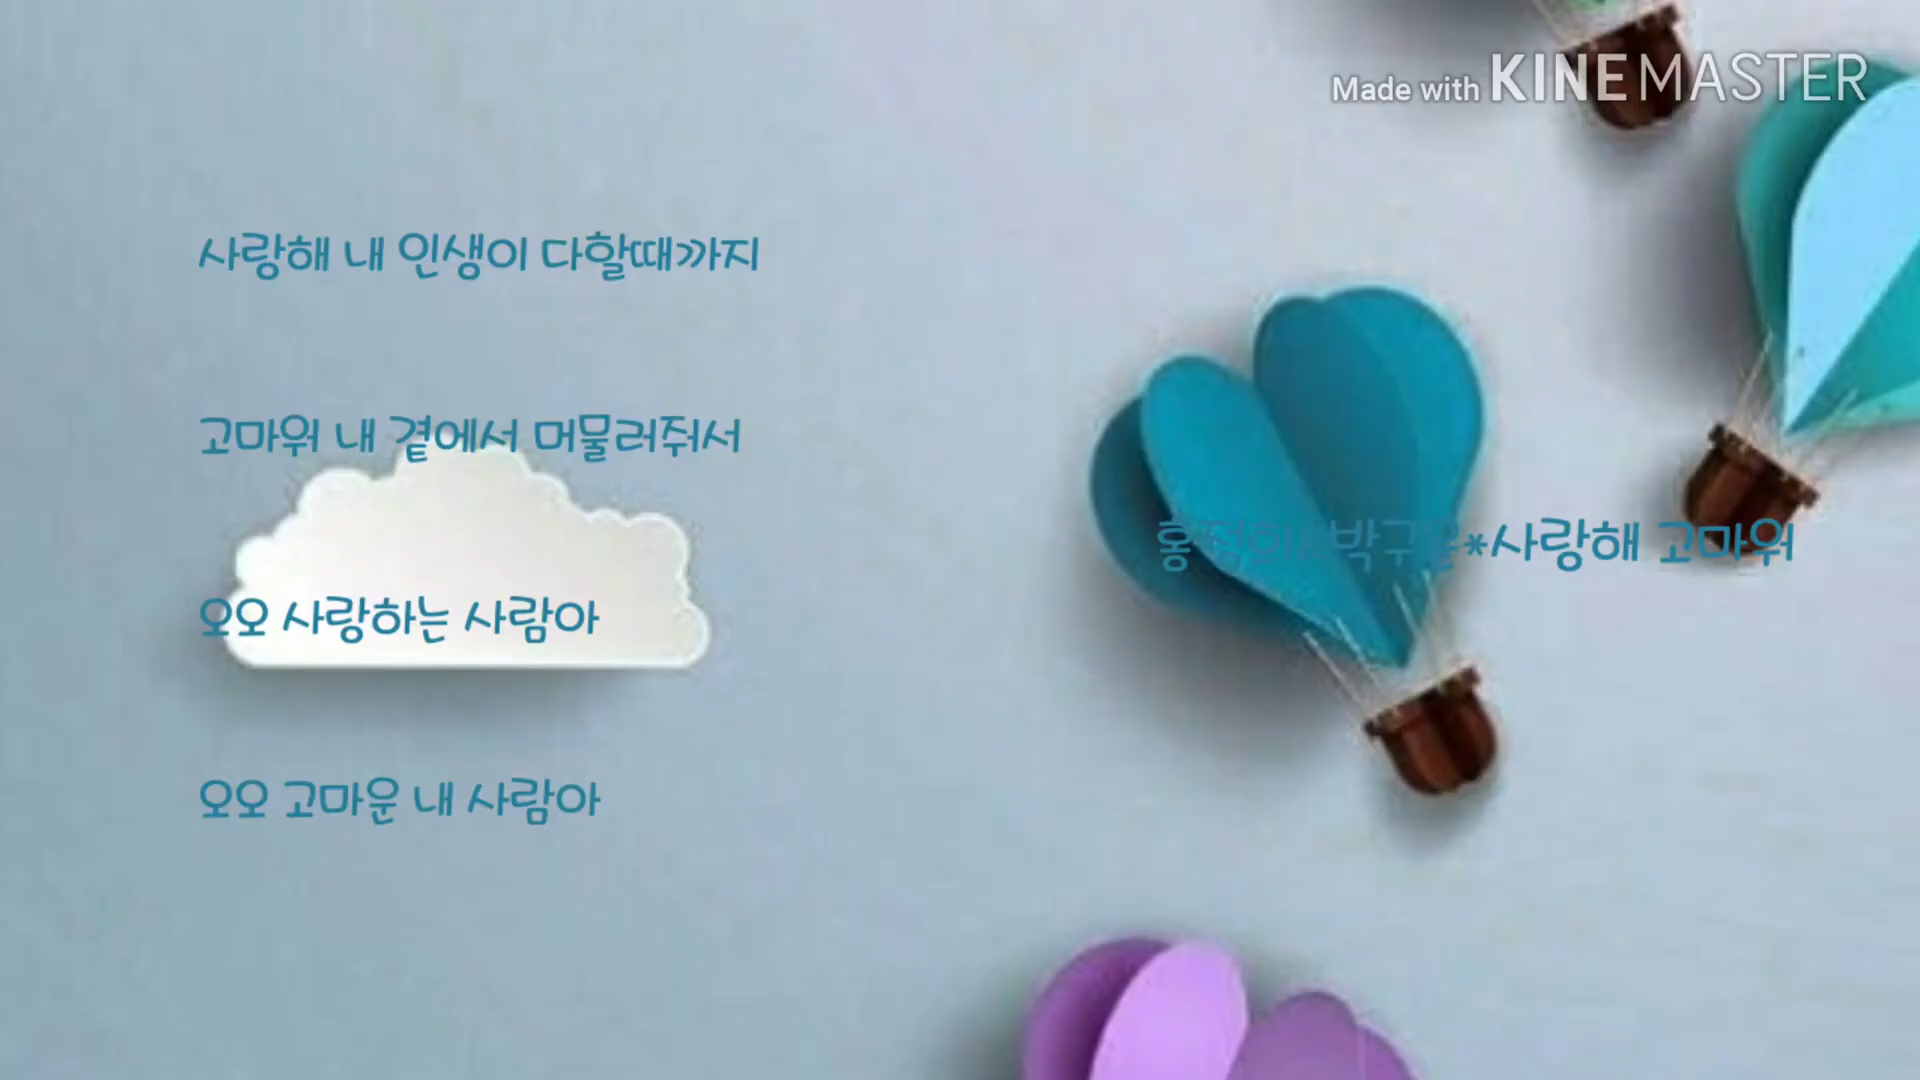 Made with KINEMASTER
사랑해 내 인생이 다할때까지
고마워 내 곁에서 머물러줘서
오오 사랑하는 사람아
오오 고마운 내 사람아
*사랑해 고마워